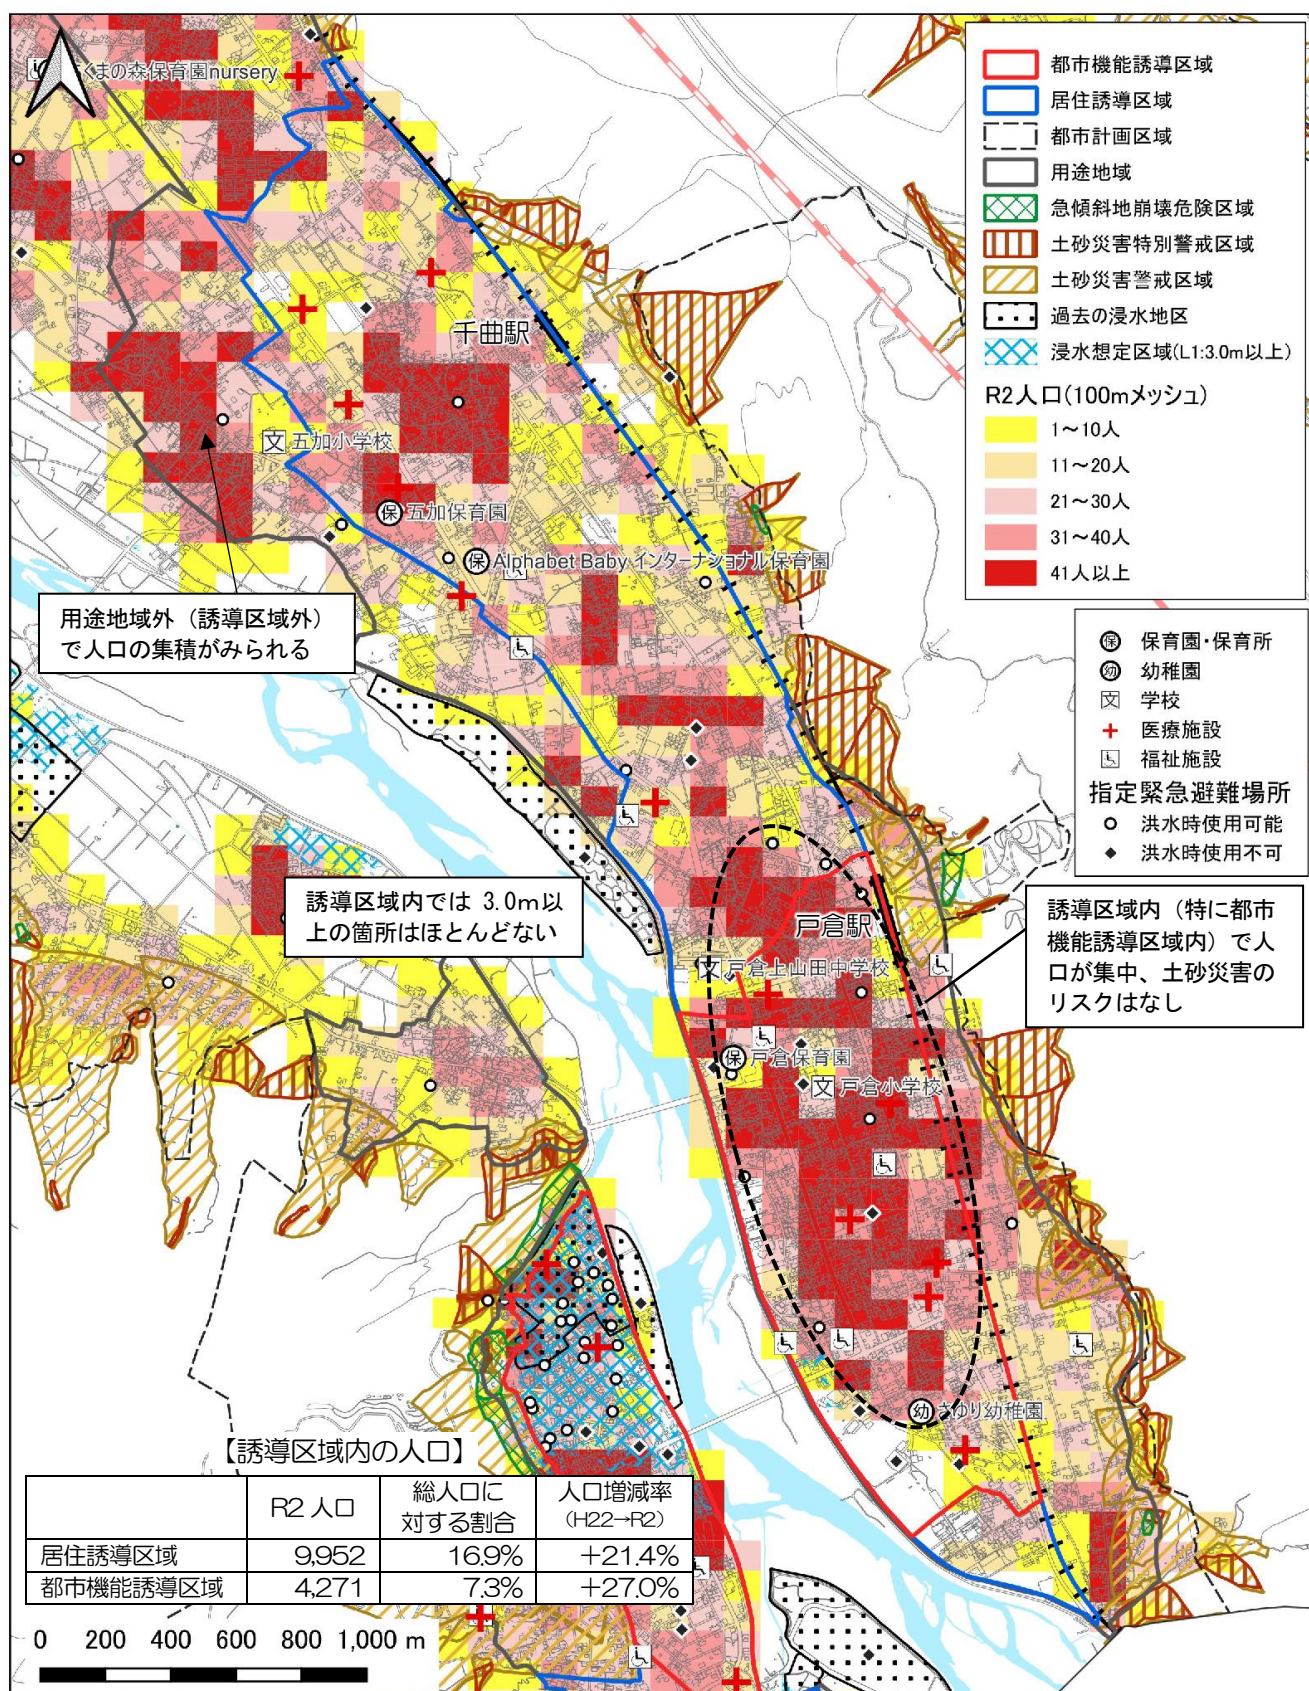 くまの森保育園nursery
都市機能誘導区域
居住誘導区域
都市計画区域
用途地域
急傾斜地崩壊危険区域
土砂災害特別警戒区域
土砂災害警戒区域
過去の浸水地区
浸水想定区域(L1:3.0m以上)
R2人口(100mメッシュ)
1～10人
11～20人
21～30人
31～40人
41人以上
千曲駅
文 五加小学校
保 五加保育園
保 Alphabet Baby インターナショナル保育園
用途地域外（誘導区域外）
で人口の集積がみられる
保 保育園・保育所
幼 幼稚園
文 学校
医療施設
福祉施設
指定緊急避難場所
洪水時使用可能
洪水時使用不可
誘導区域内では 3.0m以
上の箇所はほとんどない
戸倉駅
文 戸倉上山田中学校
誘導区域内（特に都市
機能誘導区域内）で人
口が集中、土砂災害の
リスクはなし
保 戸倉保育園
文 戸倉小学校
幼 さゆり幼稚園
【誘導区域内の人口】
R2 人口 総人口に対する割合 人口増減率（H22→R2）
居住誘導区域 9,952 16.9% +21.4%
都市機能誘導区域 4,271 7.3% +27.0%
0 200 400 600 800 1,000 m